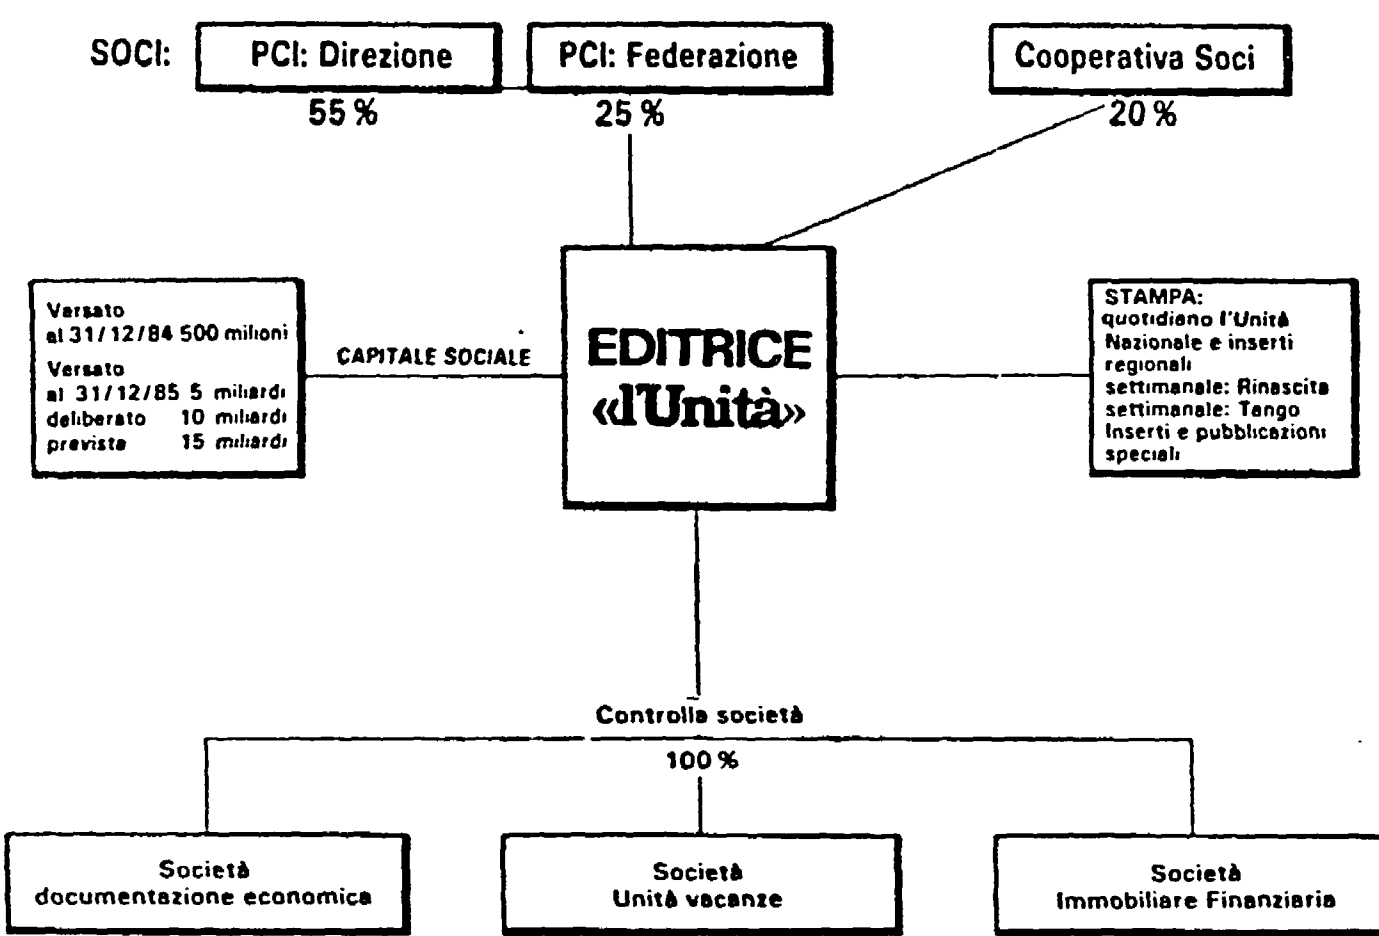 SOCI:
PCI: Direzione
PCI: Federazione
Cooperativa Soci
55%
25%
20%
Versato
al 31/12/84 500 milioni
Versato
al 31/12/85 5 miliardi
deliberato 10 miliardi
prevista 15 miliardi
CAPITALE SOCIALE
EDITRICE
«l'Unità»
STAMPA:
quotidiano l'Unità
Nazionale e inserti
regionali
settimanale: Rinascita
settimanale: Tango
Inserti e pubblicazioni
speciali
Controlla società
100%
Società
documentazione economica
Società
Unità vacanze
Società
Immobiliare Finanziaria